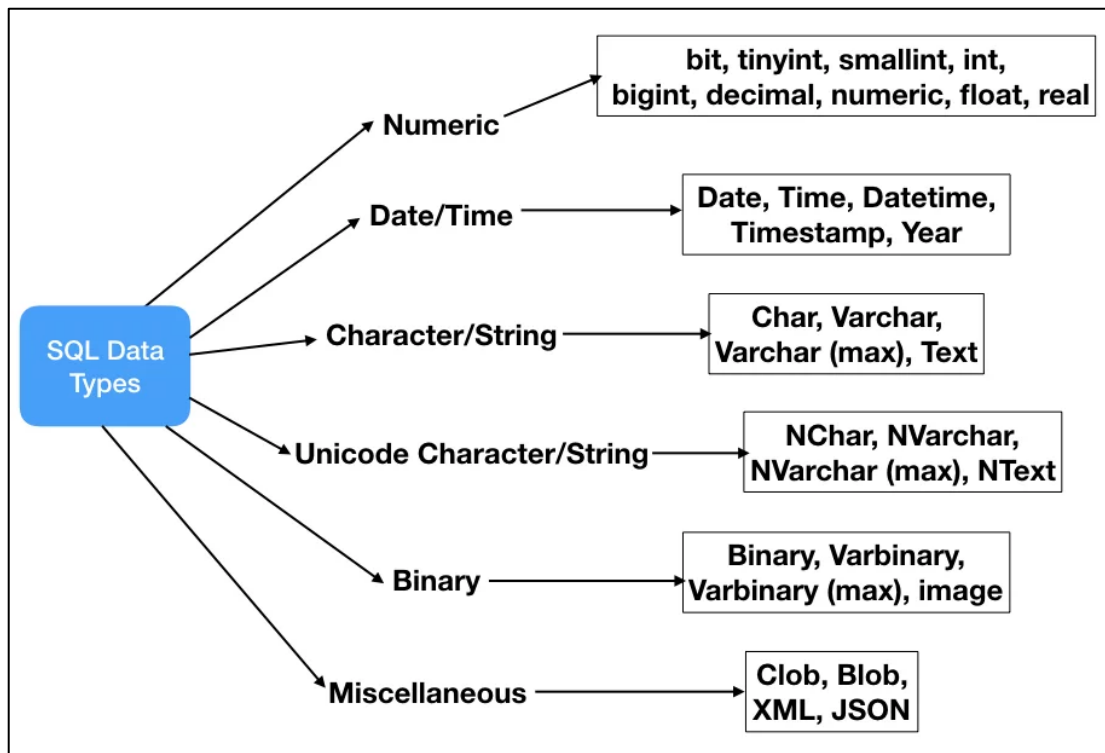 bit, tinyint, smallint, int,
bigint, decimal, numeric, float, real
Numeric
Date/Time
Date, Time, Datetime,
Timestamp, Year
Character/String
Char, Varchar,
Varchar (max), Text
SQL Data
Types
Unicode Character/String
NChar, NVarchar,
NVarchar (max), NText
Binary
Binary, Varbinary,
Varbinary (max), image
Miscellaneous
Clob, Blob,
XML, JSON